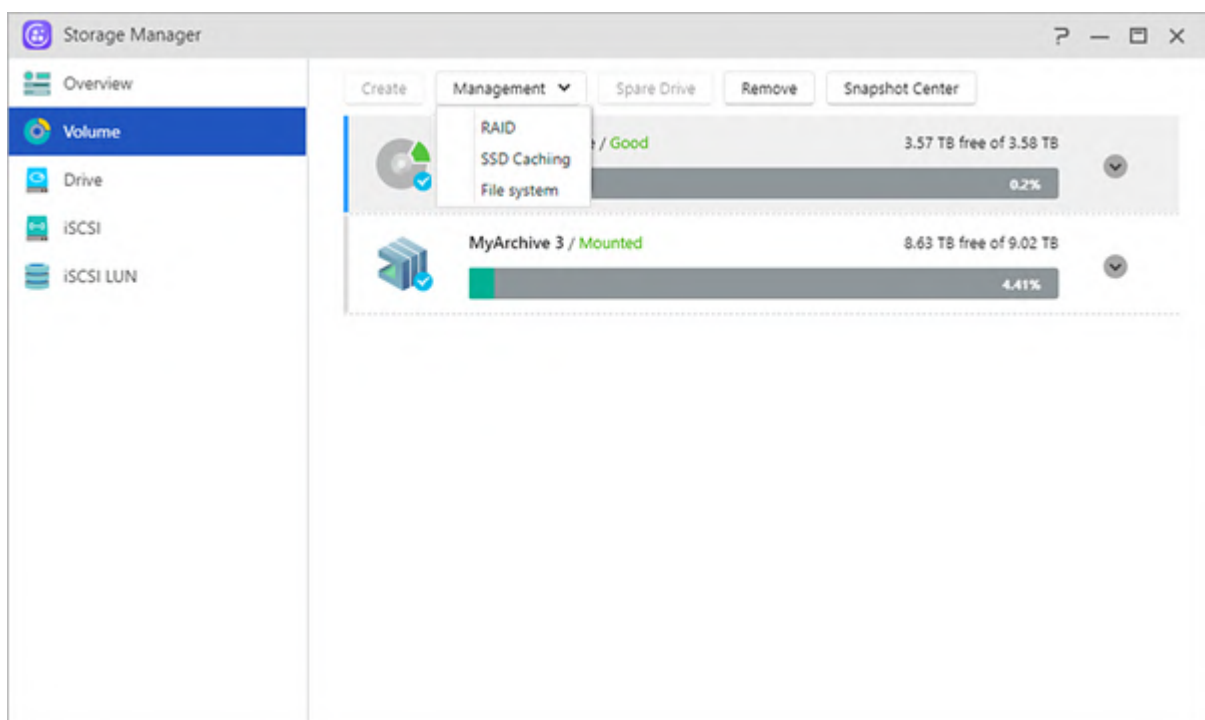 Storage Manager
Overview
Volume
Drive
iSCSI
iSCSI LUN
Create Management Spare Drive Remove Snapshot Center
RAID
SSD Cachiing
File system
/ Good 3.57 TB free of 3.58 TB
0.2%
MyArchive 3 / Mounted 8.63 TB free of 9.02 TB
4.41%